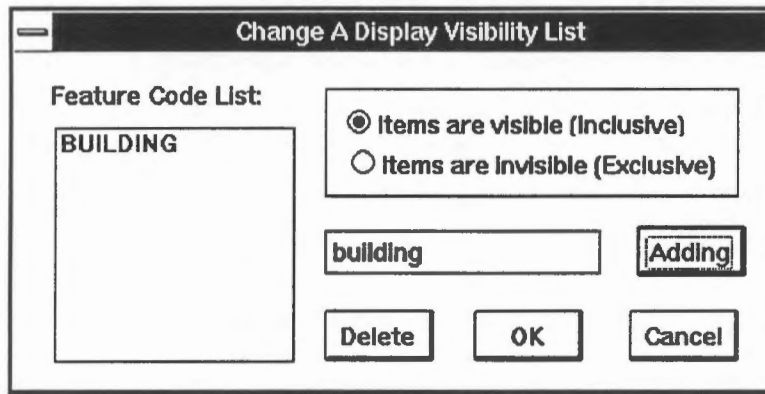 Change A Display Visibility List
Feature Code List:
BUILDING
Items are visible (Inclusive)
Items are invisible (Exclusive)
building
Adding
Delete
OK
Cancel